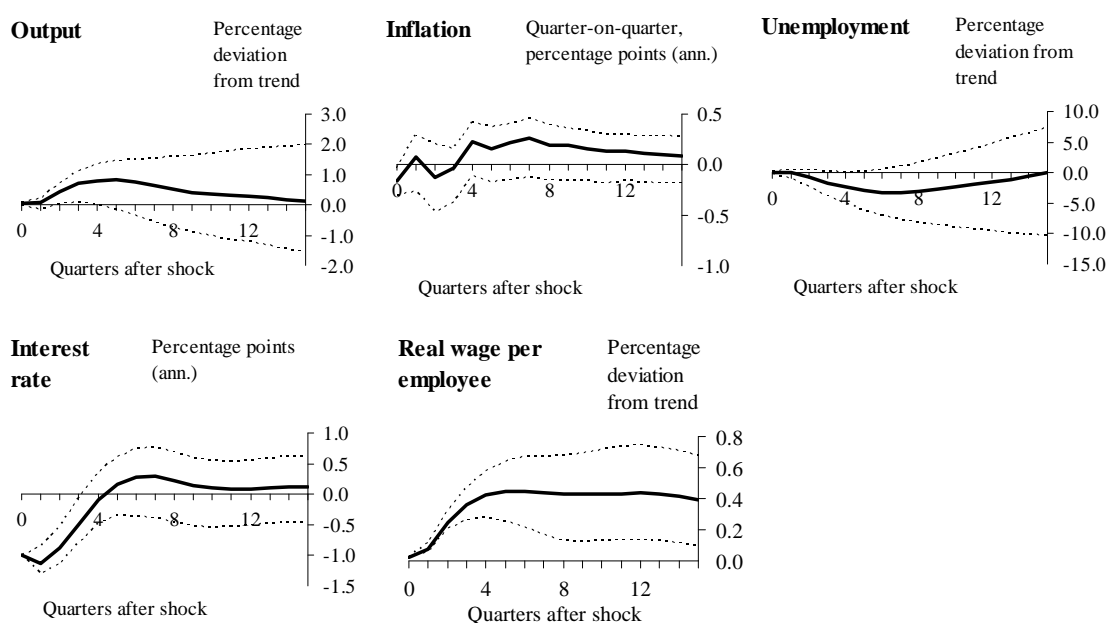 Output
Percentage
deviation
from trend
3.0
2.0
1.0
0.0
-1.0
-2.0
0
4
8
12
Quarters after shock
Inflation
Quarter-on-quarter,
percentage points (ann.)
0.5
0.0
-0.5
-1.0
0
4
8
12
Quarters after shock
Unemployment
Percentage
deviation from
trend
10.0
5.0
0.0
-5.0
-10.0
-15.0
0
4
8
12
Quarters after shock
Interest
rate
Percentage points
(ann.)
1.0
0.5
0.0
-0.5
-1.0
-1.5
0
4
8
12
Quarters after shock
Real wage per
employee
Percentage
deviation
from trend
0.8
0.6
0.4
0.2
0.0
0
4
8
12
Quarters after shock